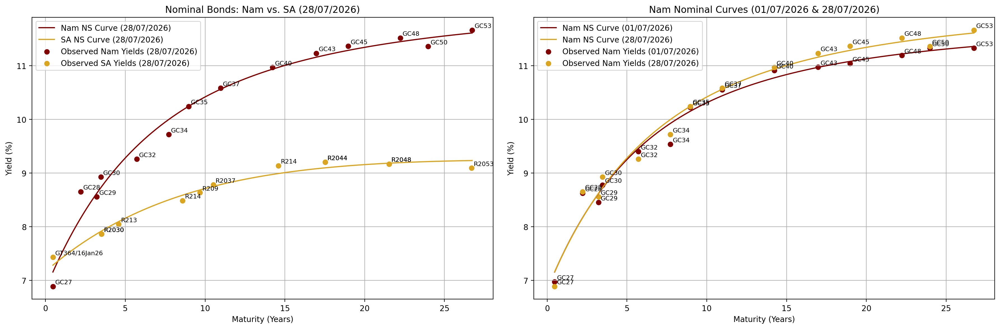 Nominal Bonds: Nam vs. SA (28/07/2026)
Nam NS Curve (28/07/2026)
SA NS Curve (28/07/2026)
Observed Nam Yields (28/07/2026)
Observed SA Yields (28/07/2026)
GC53
GC48
GC50
GC45
GC43
GC40
GC37
GC35
GC34
GC32
GC30
GC28
GC29
GC27
R2044
R2048
R2053
R214
R2037
R209
R214
R213
R2030
GT364/16Jan26
11
10
9
8
7
Yield (%)
0 5 10 15 20 25
Maturity (Years)
Nam Nominal Curves (01/07/2026 & 28/07/2026)
Nam NS Curve (01/07/2026)
Nam NS Curve (28/07/2026)
Observed Nam Yields (01/07/2026)
Observed Nam Yields (28/07/2026)
GC53
GC48
GC50
GC50
GC53
GC45
GC43
GC48
GC45
GC43
GC40
GC40
GC37
GC37
GC35
GC35
GC34
GC34
GC32
GC32
GC30
GC30
GC28
GC28
GC29
GC29
GC27
GC27
11
10
9
8
7
Yield (%)
0 5 10 15 20 25
Maturity (Years)